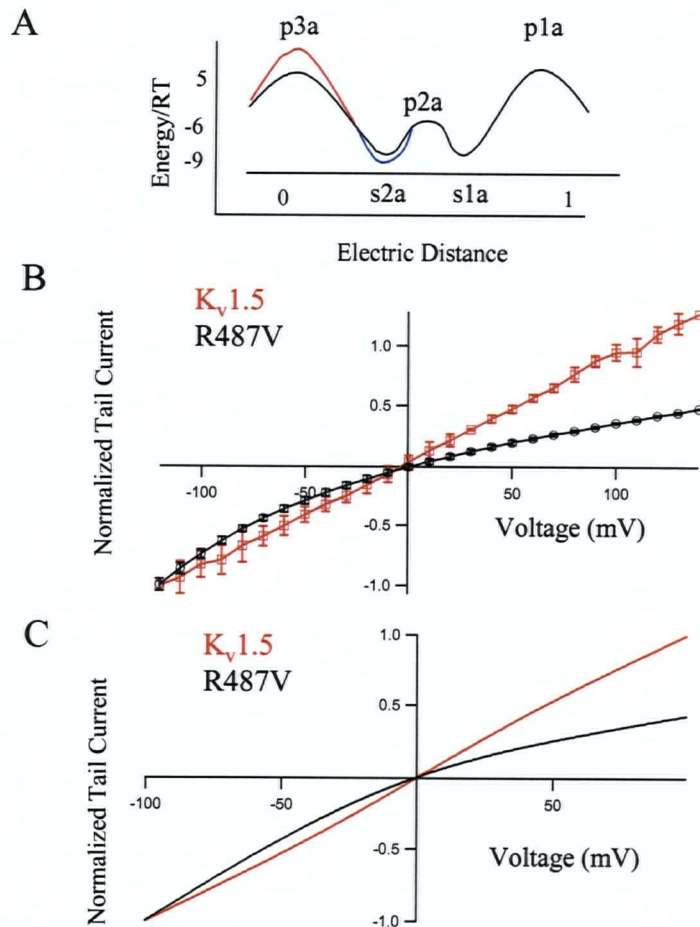 A
p3a
p1a
p2a
Energy/RT
5
-6
-9
0
s2a
s1a
1
Electric Distance
B
Kv1.5
R487V
Normalized Tail Current
1.0
0.5
-100
-50
50
100
-0.5
-1.0
Voltage (mV)
C
Kv1.5
R487V
Normalized Tail Current
1.0
0.5
-100
-50
50
-0.5
-1.0
Voltage (mV)